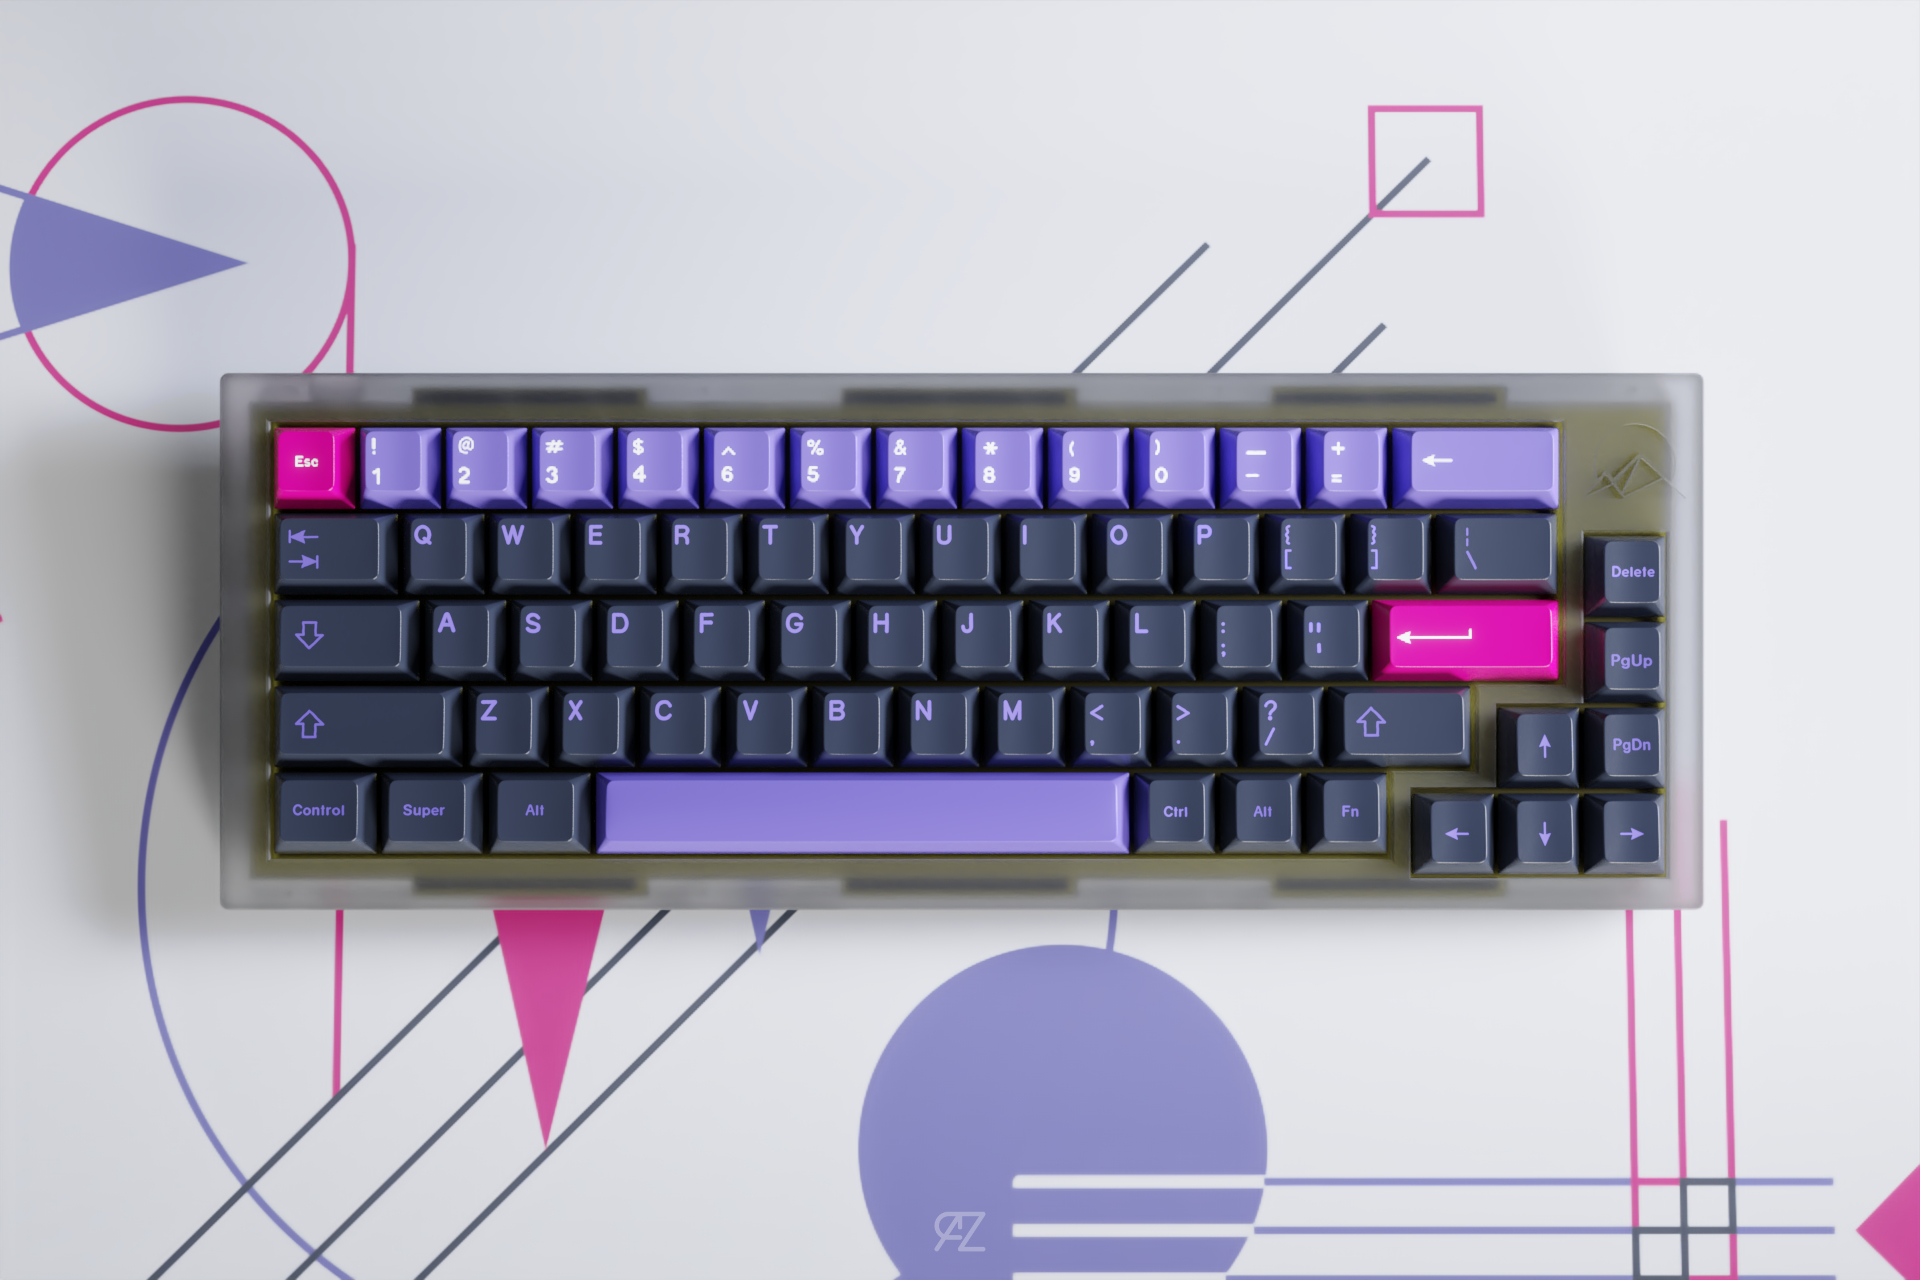 Esc ! @ # $ ^ % & * ( ) — + ←
1 2 3 4 6 5 7 8 9 0 – =
⇤ Q W E R T Y U I O P { } ¦
⇥ [ ] \
Delete
⇩ A S D F G H J K L : " ↵
; '
PgUp
⇧ Z X C V B N M < > ? ⇧
, . /
↑ PgDn
Control Super Alt Ctrl Alt Fn
← ↓ →
RZ